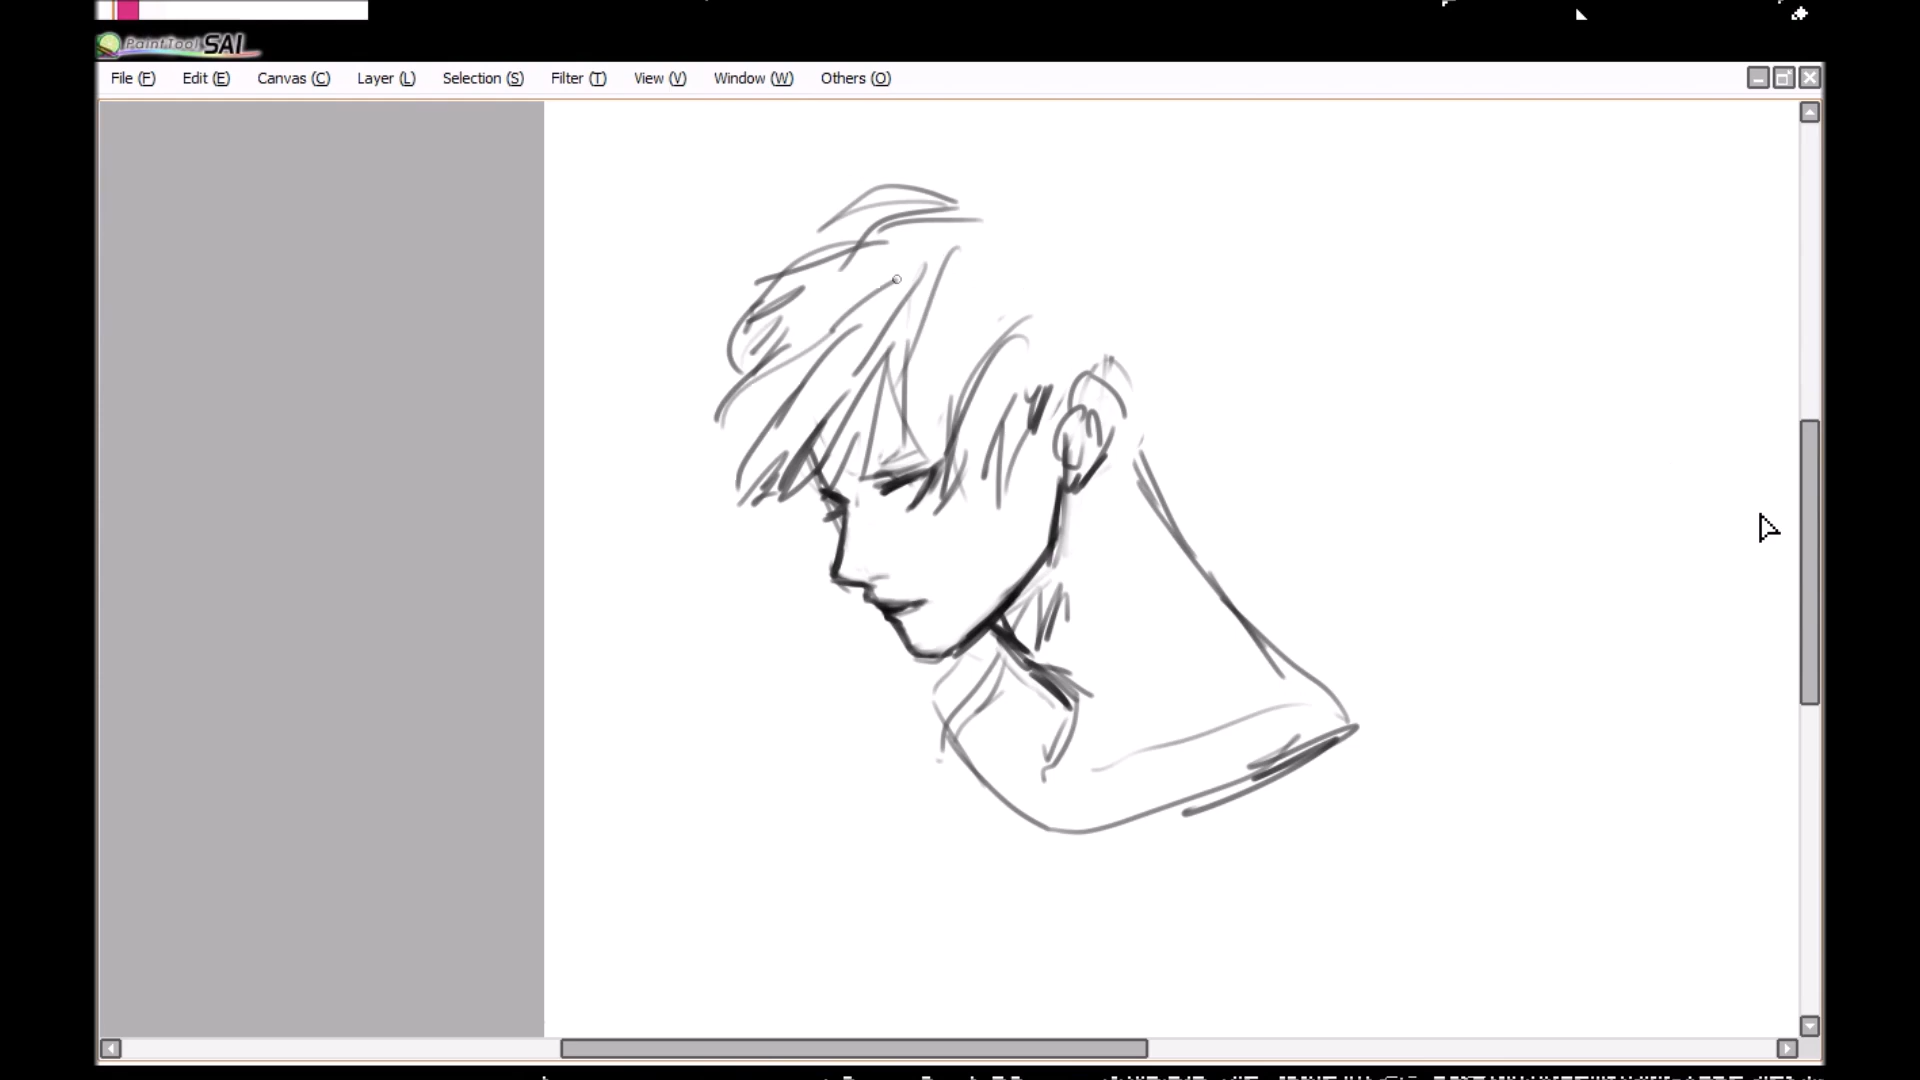 PaintTool SAI
File (F) Edit (E) Canvas (C) Layer (L) Selection (S) Filter (T) View (V) Window (W) Others (O)